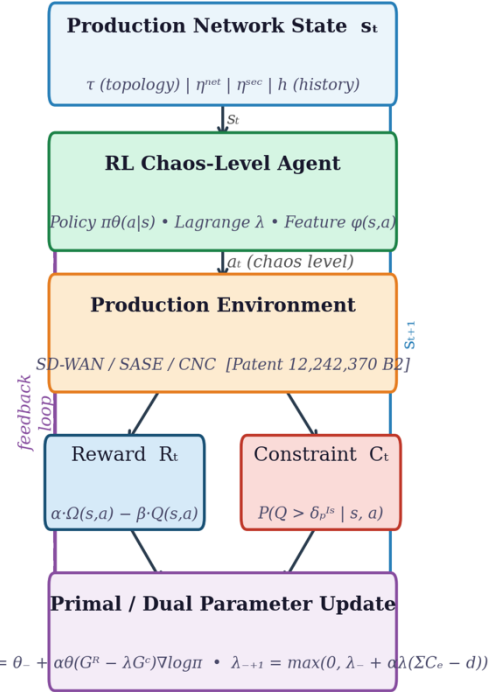 Production Network State sₜ
τ (topology) | ηⁿᵉᵗ | ηˢᵉᶜ | h (history)
sₜ
RL Chaos-Level Agent
Policy πθ(a|s) • Lagrange λ • Feature φ(s,a)
aₜ (chaos level)
Production Environment
SD-WAN / SASE / CNC [Patent 12,242,370 B2]
sₜ₊₁
feedback
loop
Reward Rₜ
α·Ω(s,a) − β·Q(s,a)
Constraint Cₜ
P(Q > δₚᴵˢ | s, a)
Primal / Dual Parameter Update
= θ₋ + αθ(Gᴿ − λGᶜ)∇logπ • λ₋₊₁ = max(0, λ₋ + αλ(ΣCₑ − d))